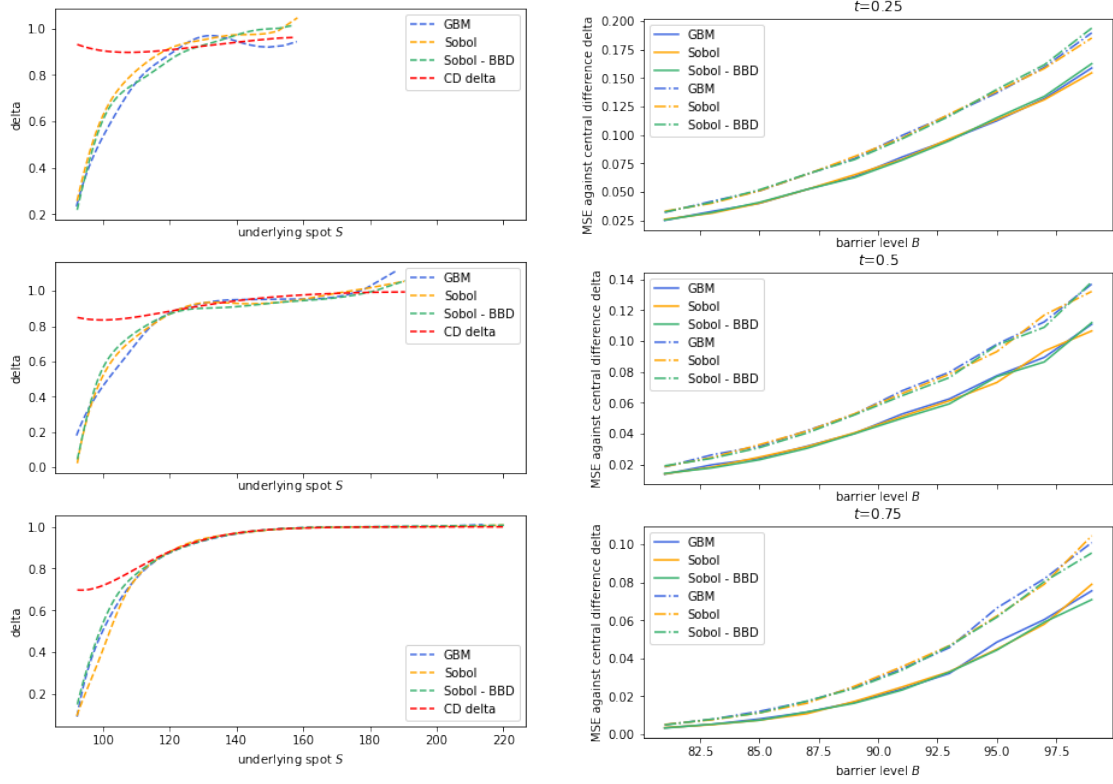 1.0
0.8
0.6
0.4
0.2
delta
GBM
Sobol
Sobol - BBD
CD delta
underlying spot S
t=0.25
0.200
0.175
0.150
0.125
0.100
0.075
0.050
0.025
MSE against central difference delta
GBM
Sobol
Sobol - BBD
GBM
Sobol
Sobol - BBD
barrier level B
1.0
0.8
0.6
0.4
0.2
0.0
delta
GBM
Sobol
Sobol - BBD
CD delta
underlying spot S
t=0.5
0.14
0.12
0.10
0.08
0.06
0.04
0.02
MSE against central difference delta
GBM
Sobol
Sobol - BBD
GBM
Sobol
Sobol - BBD
barrier level B
1.0
0.8
0.6
0.4
0.2
delta
GBM
Sobol
Sobol - BBD
CD delta
100 120 140 160 180 200 220
underlying spot S
t=0.75
0.10
0.08
0.06
0.04
0.02
0.00
MSE against central difference delta
GBM
Sobol
Sobol - BBD
GBM
Sobol
Sobol - BBD
82.5 85.0 87.5 90.0 92.5 95.0 97.5
barrier level B